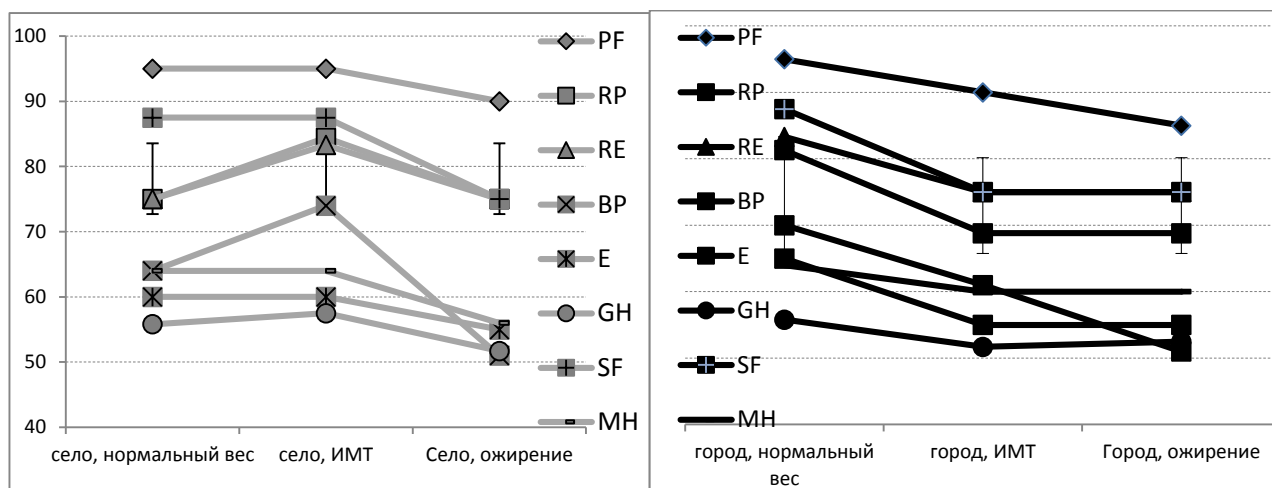 100
90
80
70
60
50
40
село, нормальный вес
село, ИМТ
Село, ожирение
PF
RP
RE
BP
E
GH
SF
MH
PF
RP
RE
BP
E
GH
SF
MH
город, нормальный
вес
город, ИМТ
Город, ожирение